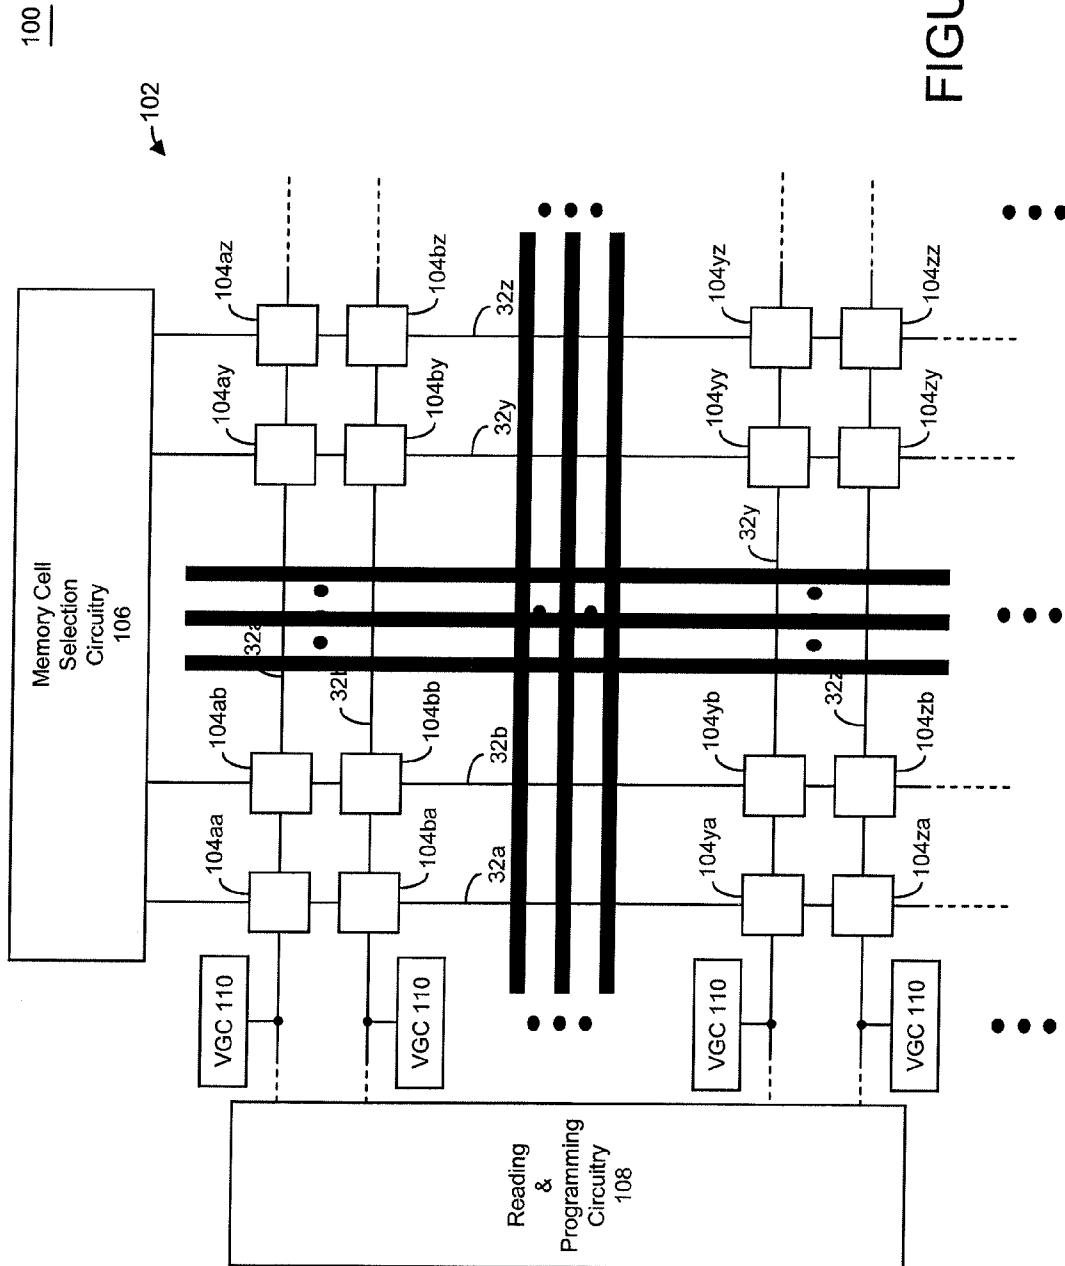 100
102
Memory Cell
Selection
Circuitry
106
104aa
104ab
104ay
104az
104ba
104bb
104by
104bz
32a
32b
32a
32b
32y
32z
VGC 110
VGC 110
Reading
&
Programming
Circuitry
108
VGC 110
VGC 110
104ya
104yb
104yy
104yz
32y
104za
104zb
104zy
104zz
FIGU